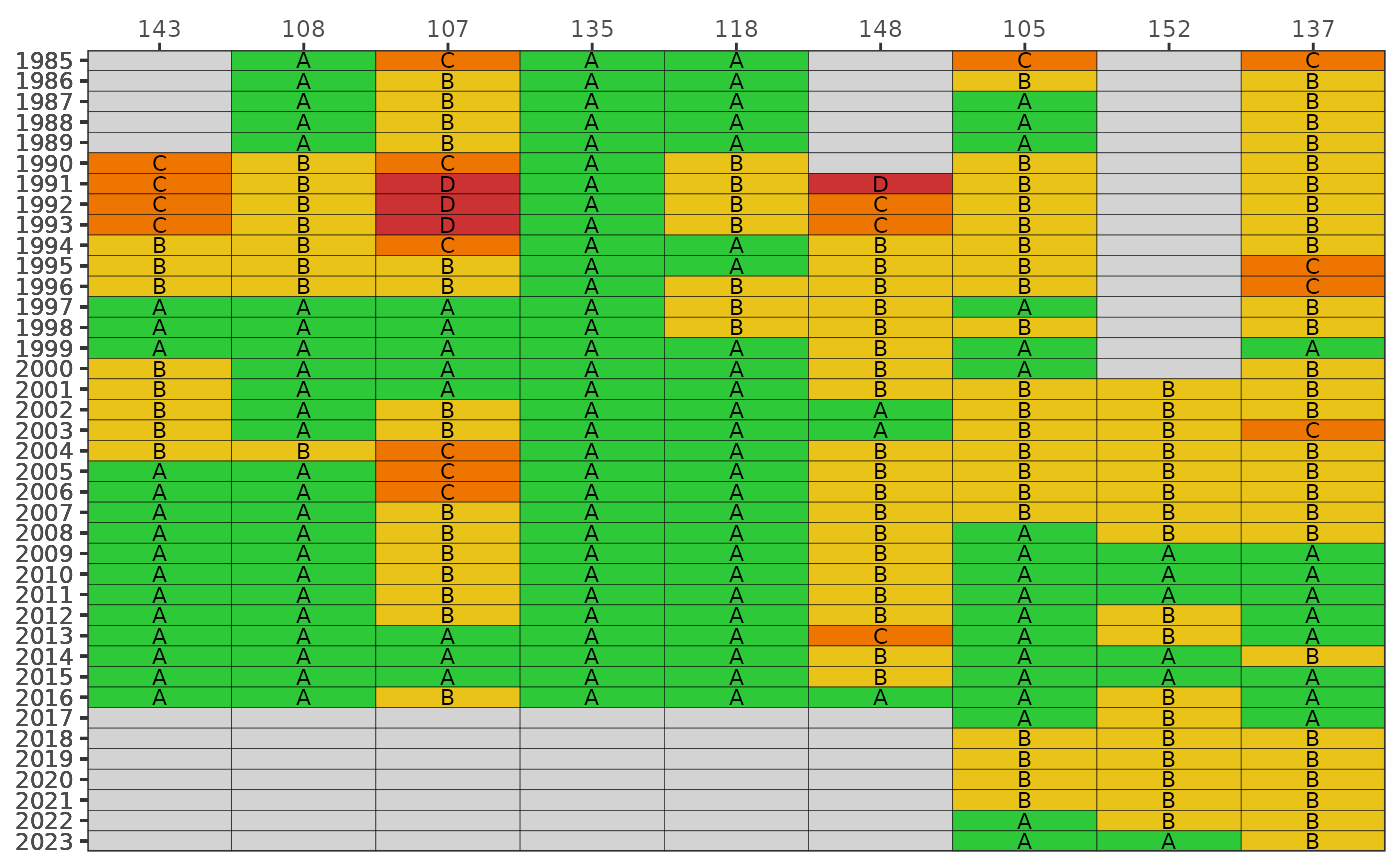 143 108 107 135 118 148 105 152 137
1985 A C A A C C
1986 A B A A B B
1987 A B A A A B
1988 A B A A A B
1989 A B A A A B
1990 C B C A B B B
1991 C B D A B D B B
1992 C B D A B C B B
1993 C B D A B C B B
1994 B B C A A B B B
1995 B B B A A B B C
1996 B B B A B B B C
1997 A A A A B B A B
1998 A A A A B B B B
1999 A A A A A B A A
2000 B A A A A B A B
2001 B A A A A B B B B
2002 B A B A A A B B B
2003 B A B A A A B B C
2004 B B C A A B B B B
2005 A A C A A B B B B
2006 A A C A A B B B B
2007 A A B A A B B B B
2008 A A B A A B A B B
2009 A A B A A B A A A
2010 A A B A A B A A A
2011 A A B A A B A A A
2012 A A B A A B A B A
2013 A A A A A C A B A
2014 A A A A A B A A B
2015 A A A A A B A A A
2016 A A B A A A A B A
2017 A B A
2018 B B B
2019 B B B
2020 B B B
2021 B B B
2022 A B B
2023 A A B